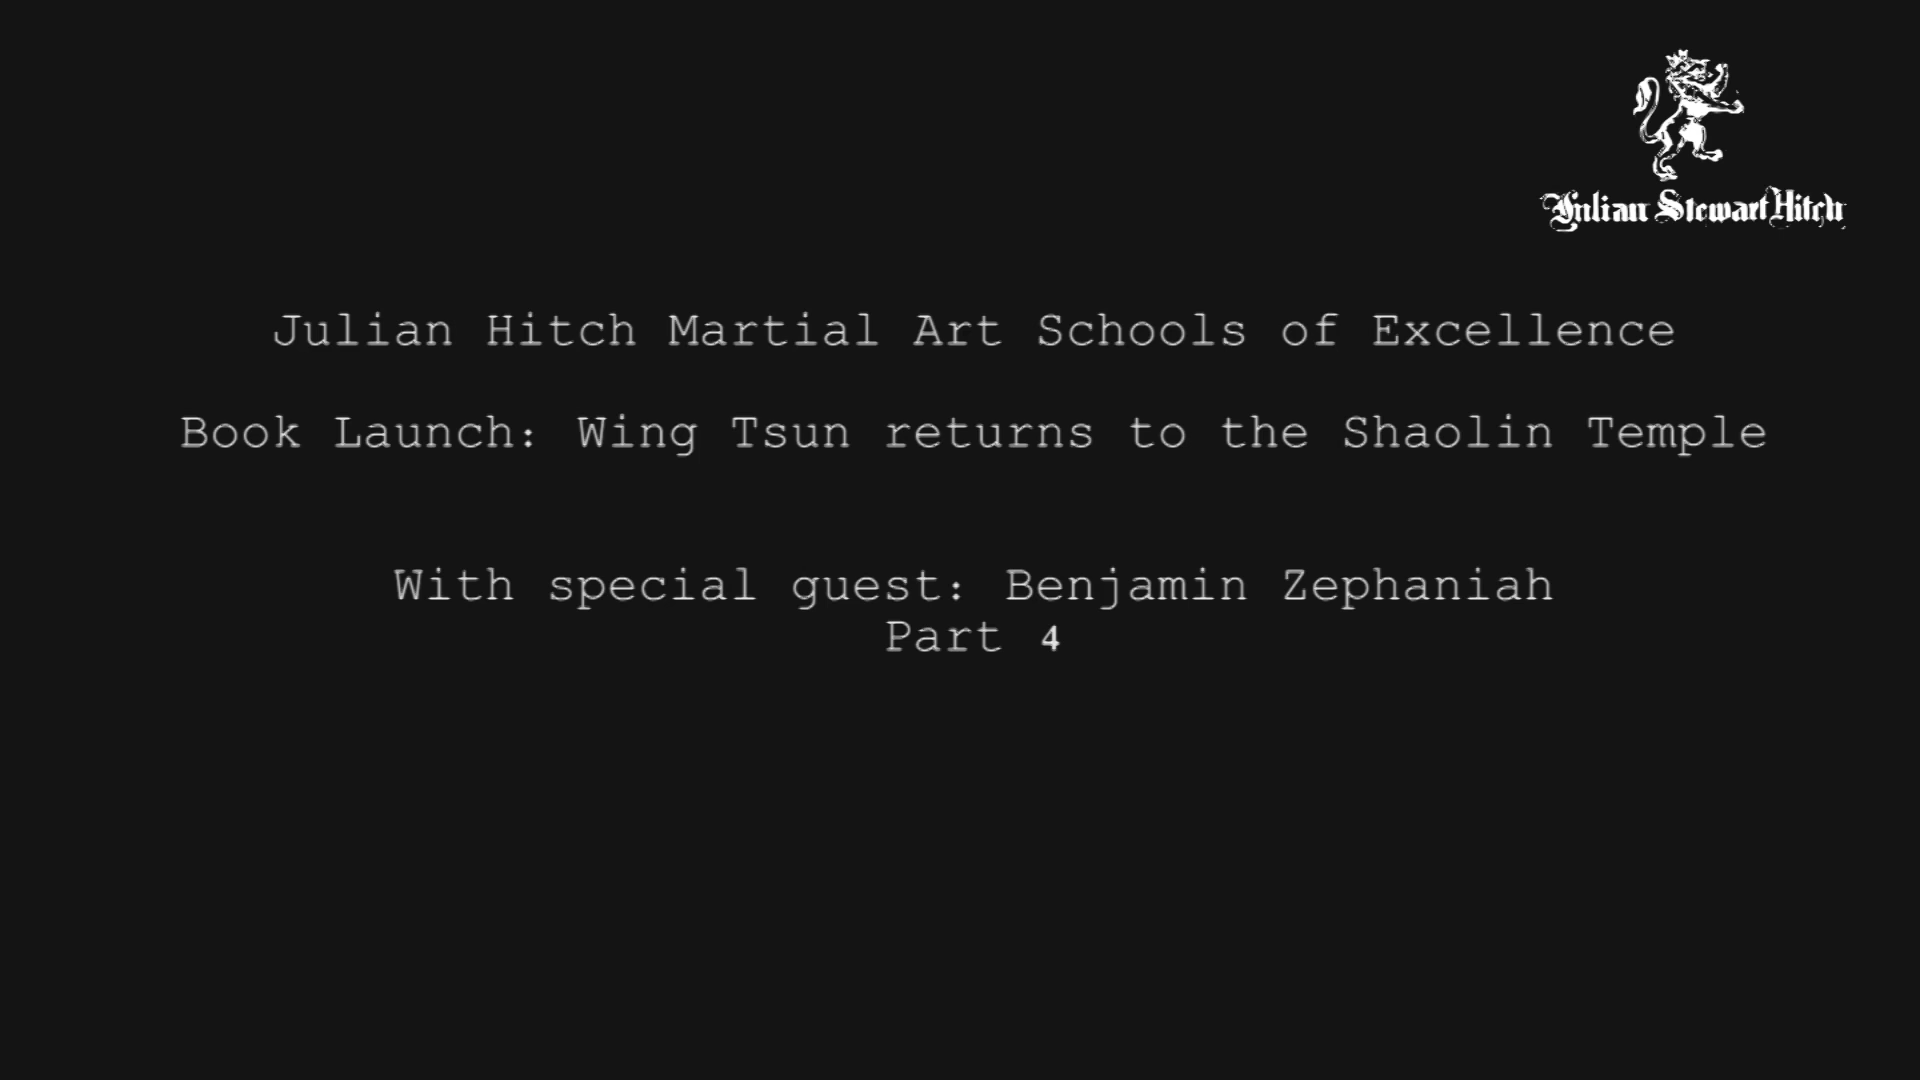 Julian Stewart Hitch
Julian Hitch Martial Art Schools of Excellence
Book Launch: Wing Tsun returns to the Shaolin Temple
With special guest: Benjamin Zephaniah
Part 4